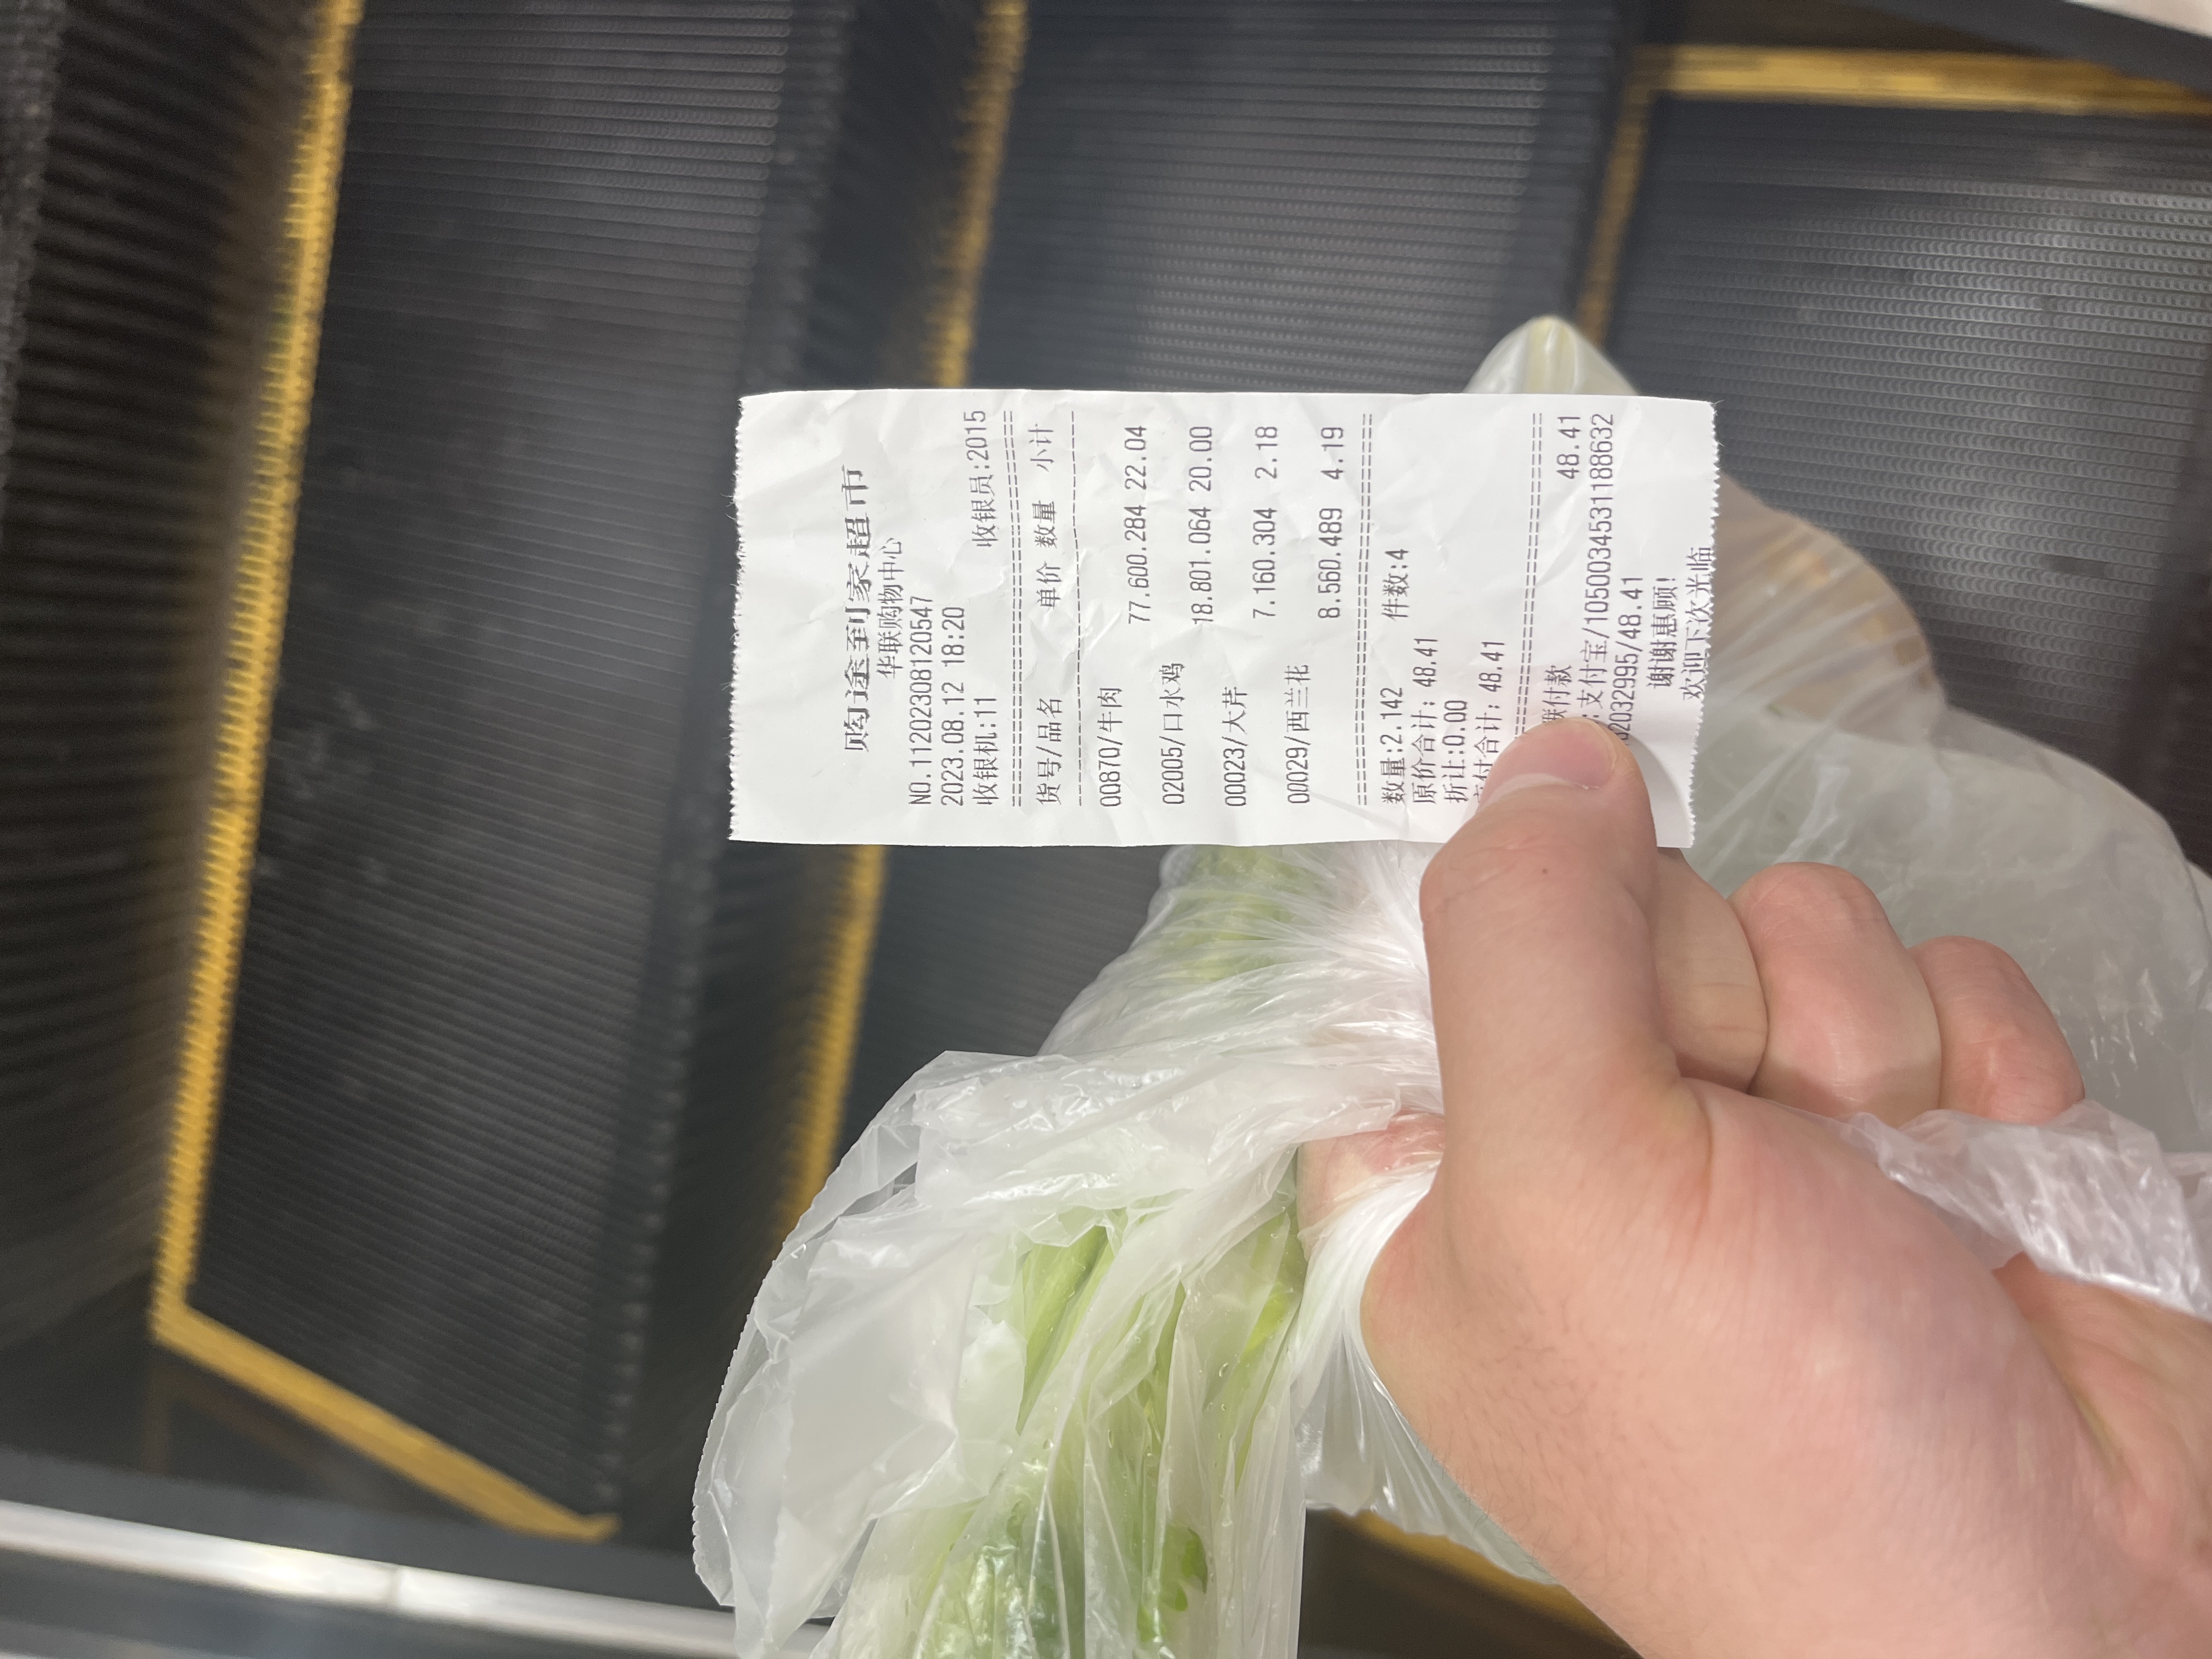 购途到家超市
华联购物中心
NO.11202308120547
2023.08.12 18:20
收银机:11 收银员:2015
货号/品名 单价 数量 小计
00870/牛肉
77.600.284 22.04
02005/口水鸡
18.801.064 20.00
00023/大芹
7.160.304 2.18
00029/西兰花
8.560.489 4.19
数量:2.142 件数:4
原价合计: 48.41
折让:0.00
付合计: 48.41
付款 48.41
:支付宝/1050034531188632
2032995/48.41
谢谢惠顾!
欢迎下次光临